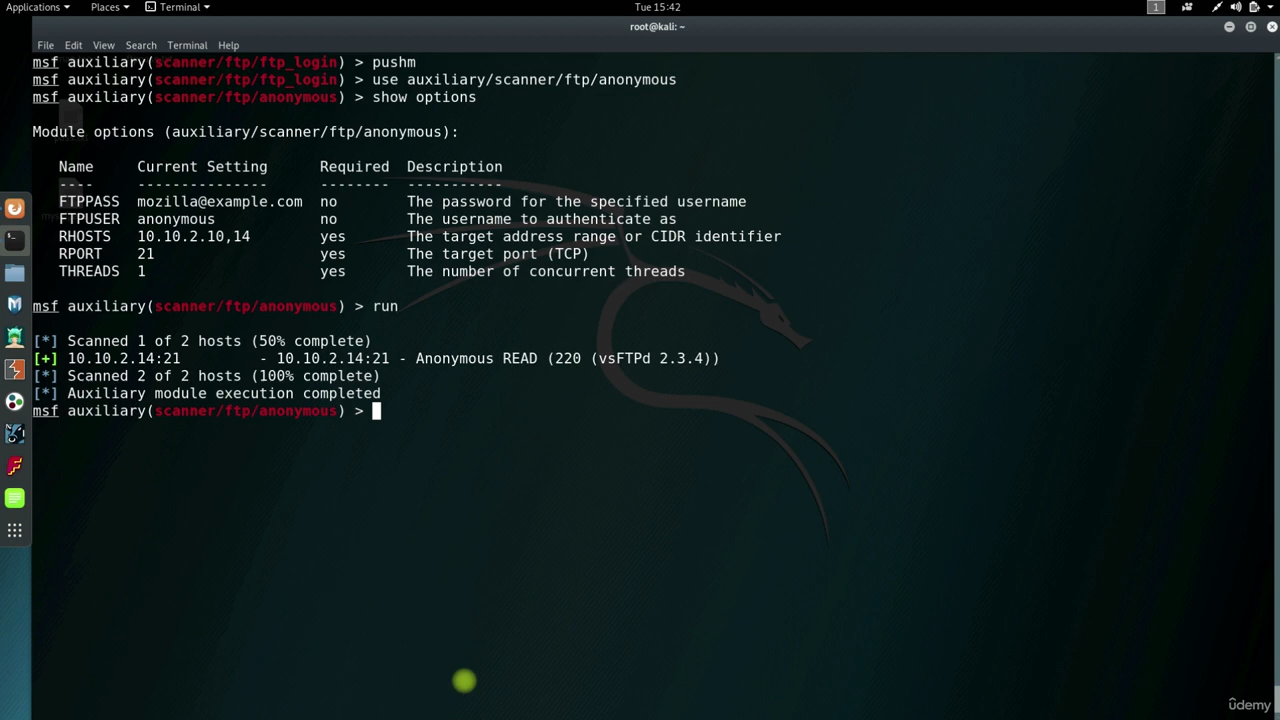 Applications Places Terminal Tue 15:42 1
root@kali: ~
File Edit View Search Terminal Help
msf auxiliary(scanner/ftp/ftp_login) > pushm
msf auxiliary(scanner/ftp/ftp_login) > use auxiliary/scanner/ftp/anonymous
msf auxiliary(scanner/ftp/anonymous) > show options
Module options (auxiliary/scanner/ftp/anonymous):
Name Current Setting Required Description
---- --------------- -------- -----------
FTPPASS mozilla@example.com no The password for the specified username
FTPUSER anonymous no The username to authenticate as
RHOSTS 10.10.2.10,14 yes The target address range or CIDR identifier
RPORT 21 yes The target port (TCP)
THREADS 1 yes The number of concurrent threads
msf auxiliary(scanner/ftp/anonymous) > run
[*] Scanned 1 of 2 hosts (50% complete)
[+] 10.10.2.14:21 - 10.10.2.14:21 - Anonymous READ (220 (vsFTPd 2.3.4))
[*] Scanned 2 of 2 hosts (100% complete)
[*] Auxiliary module execution completed
msf auxiliary(scanner/ftp/anonymous) >
ûdemy